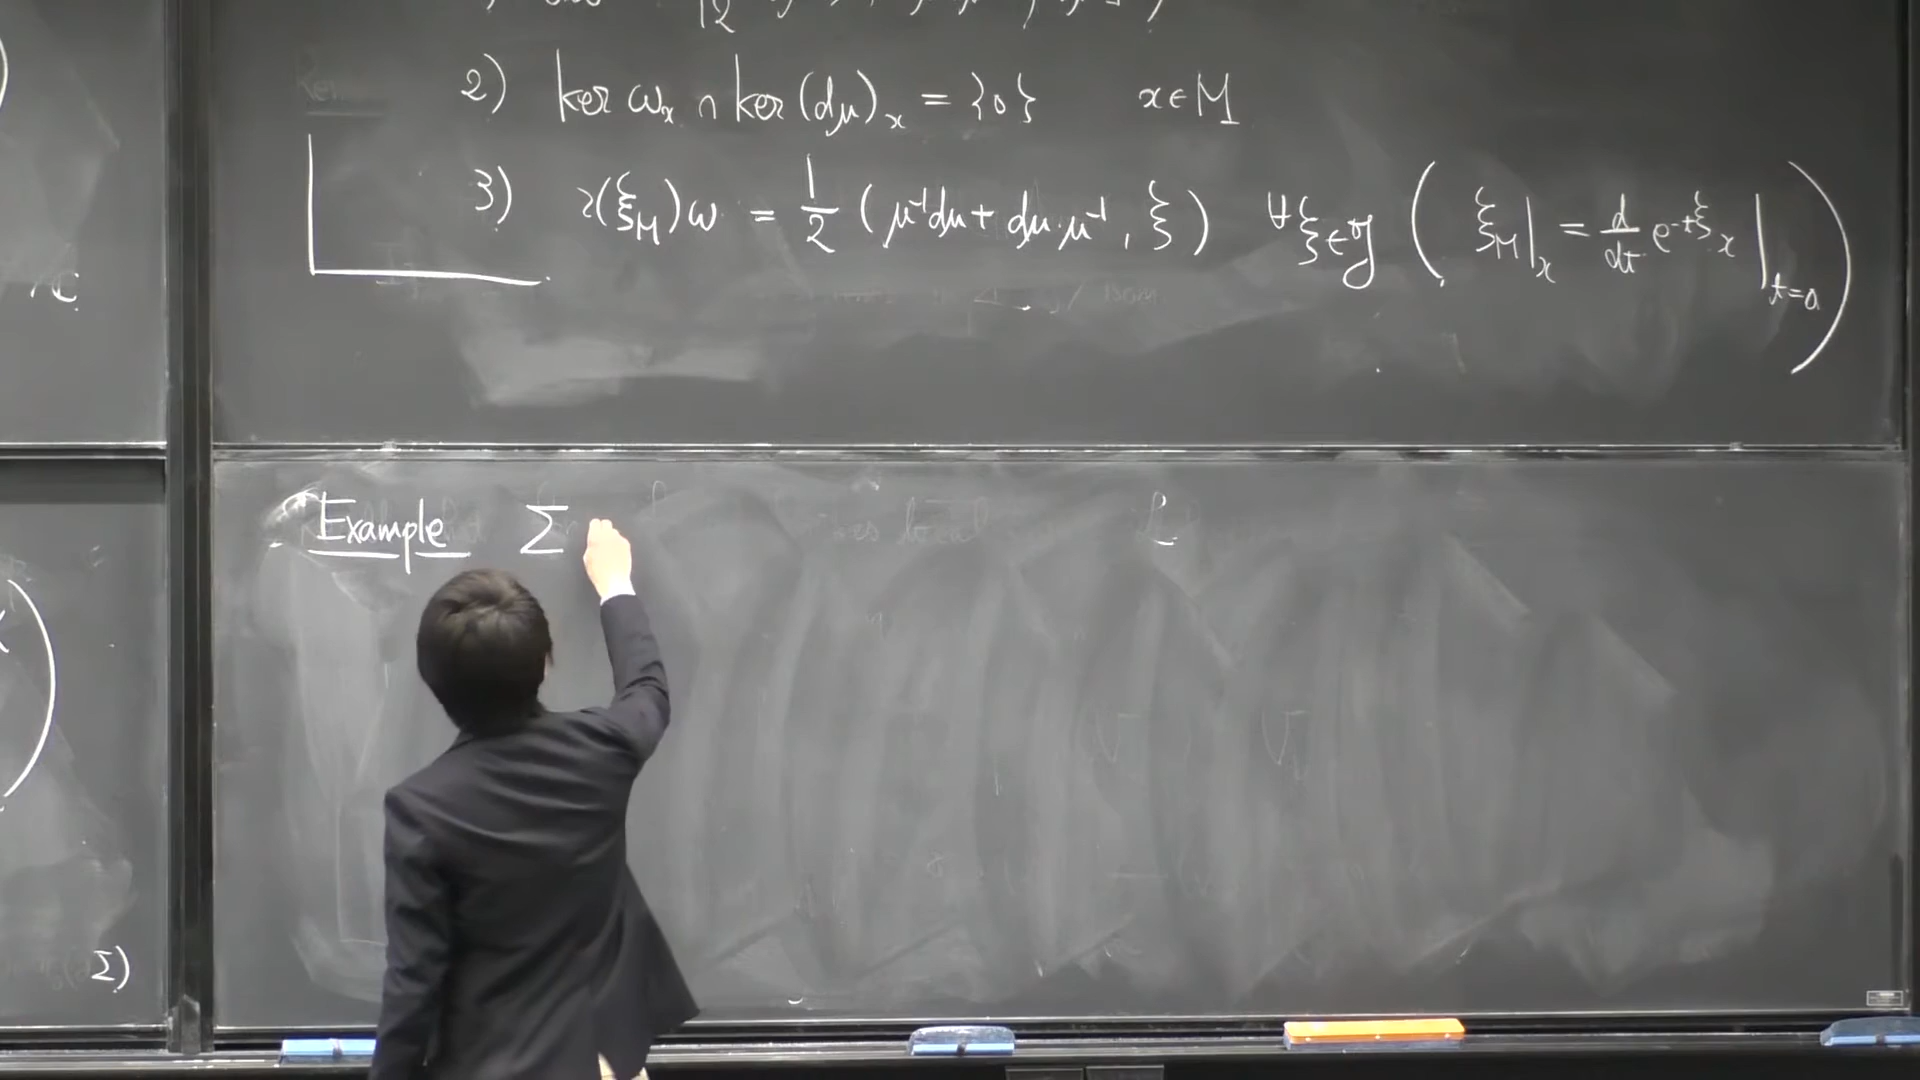 2) ker ωₓ ∩ ker (dμ)ₓ = {0} x ∈ M
3) ι(ξ_M)ω = 1/2 (μ⁻¹dμ + dμ·μ⁻¹, ξ) ∀ξ∈𝔤 ( ξ_M|ₓ = d/dt e^{-tξ}x |_{t=0} )
Example Σ
Σ)